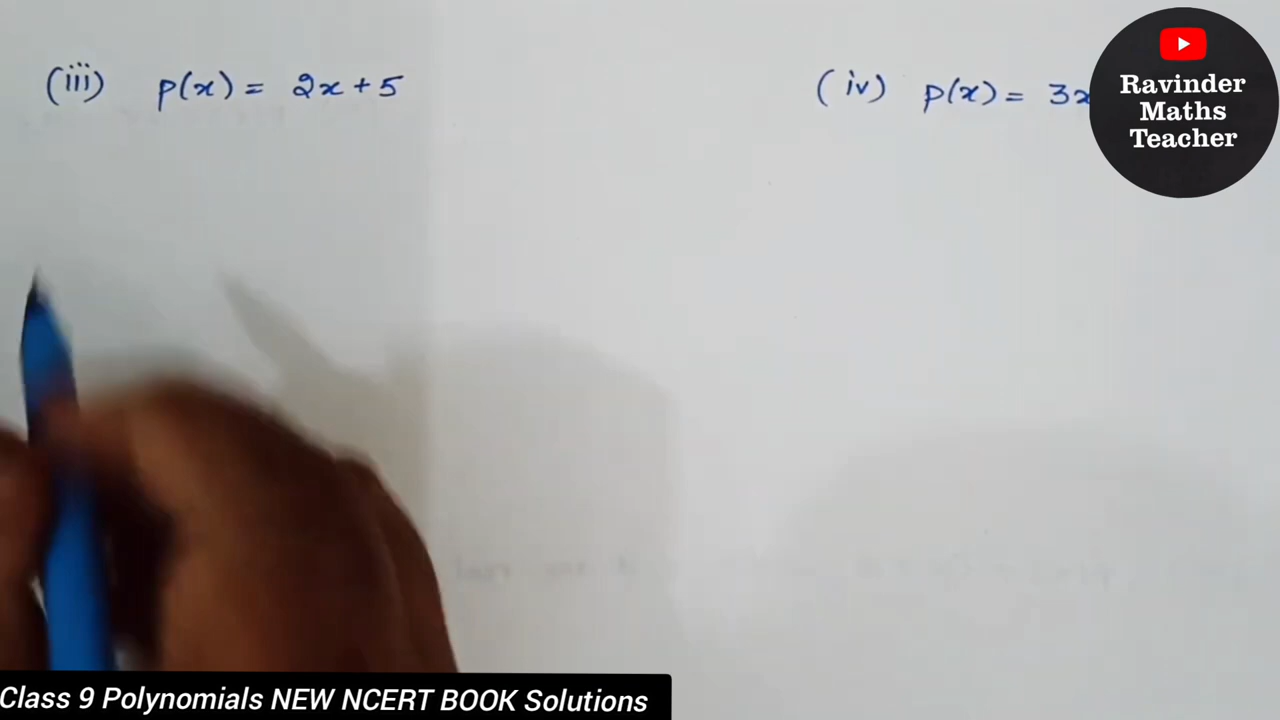 (iii) p(x) = 2x + 5
(iv) p(x) = 3x
Ravinder
Maths
Teacher
Class 9 Polynomials NEW NCERT BOOK Solutions